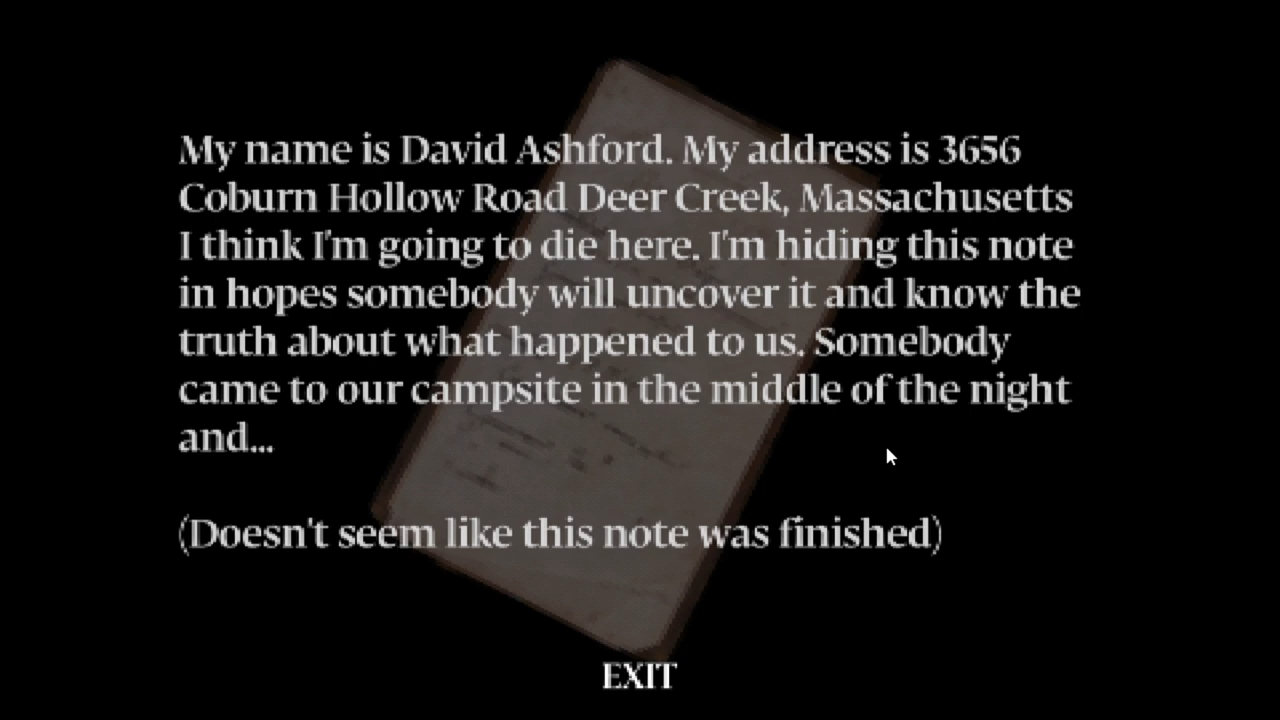 My name is David Ashford. My address is 3656
Coburn Hollow Road Deer Creek, Massachusetts
I think I'm going to die here. I'm hiding this note
in hopes somebody will uncover it and know the
truth about what happened to us. Somebody
came to our campsite in the middle of the night
and...
(Doesn't seem like this note was finished)
EXIT